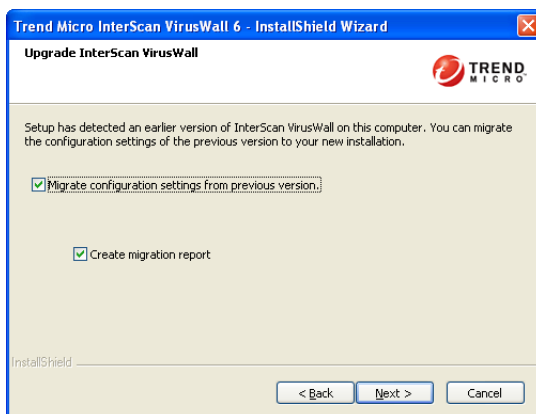 Trend Micro InterScan VirusWall 6 - InstallShield Wizard
Upgrade InterScan VirusWall
TREND
MICRO
Setup has detected an earlier version of InterScan VirusWall on this computer. You can migrate
the configuration settings of the previous version to your new installation.
Migrate configuration settings from previous version.
Create migration report
InstallShield
< Back
Next >
Cancel